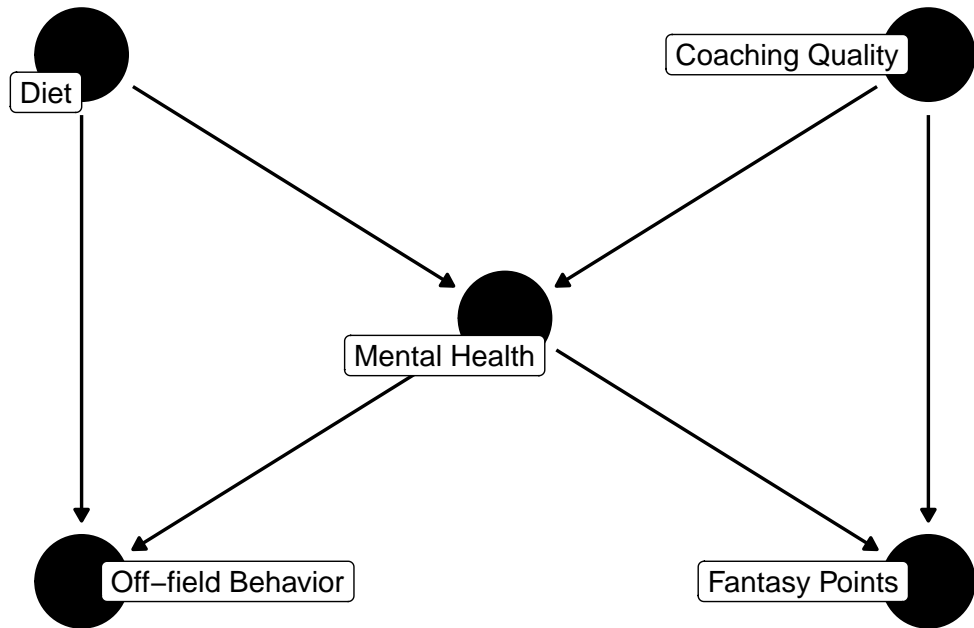 Diet
Coaching Quality
Mental Health
Off−field Behavior
Fantasy Points